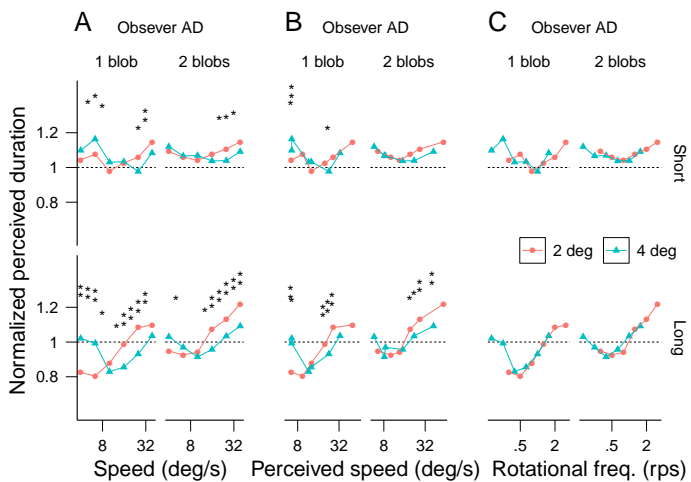 A B C
Obsever AD Obsever AD Obsever AD
1 blob 2 blobs 1 blob 2 blobs 1 blob 2 blobs
Normalized perceived duration
1.2
1
0.8
Short
2 deg 4 deg
1.2
1
0.8
Long
8 32 8 32 8 32 8 32 .5 2 .5 2
Speed (deg/s) Perceived speed (deg/s) Rotational freq. (rps)